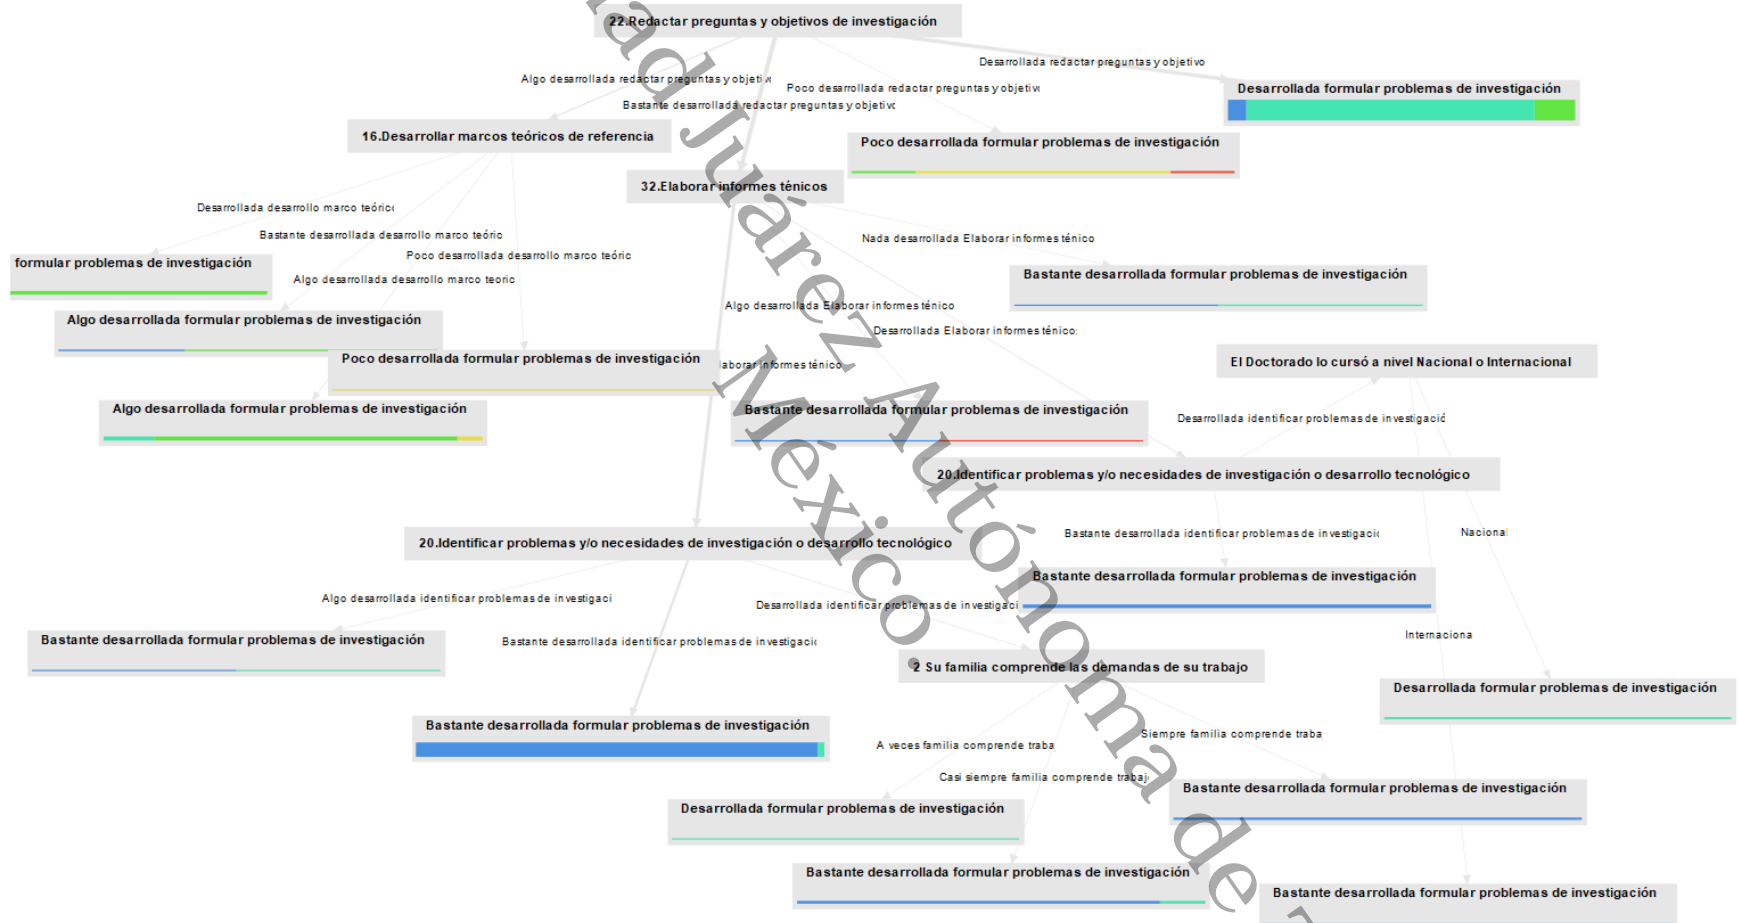 22.Redactar preguntas y objetivos de investigación
Desarrollada redactar preguntas y objetivo
Algo desarrollada redactar preguntas y objetiv
Poco desarrollada redactar preguntas y objetiv
Desarrollada formular problemas de investigación
Bastante desarrollada redactar preguntas y objetivo
16.Desarrollar marcos teóricos de referencia
Poco desarrollada formular problemas de investigación
32.Elaborar informes ténicos
Desarrollada desarrollo marco teórico
Bastante desarrollada desarrollo marco teóric
Nada desarrollada Elaborar informes ténico
Poco desarrollada desarrollo marco teóric
formular problemas de investigación
Bastante desarrollada formular problemas de investigación
Algo desarrollada desarrollo marco teoric
Algo desarrollada Elaborar informes ténico
Algo desarrollada formular problemas de investigación
Desarrollada Elaborar informes ténico
Poco desarrollada formular problemas de investigación
laborar informes ténico
El Doctorado lo cursó a nivel Nacional o Internacional
Algo desarrollada formular problemas de investigación
Bastante desarrollada formular problemas de investigación
Desarrollada identificar problemas de investigació
20.Identificar problemas y/o necesidades de investigación o desarrollo tecnológico
Bastante desarrollada identificar problemas de investigació
Nacional
20.Identificar problemas y/o necesidades de investigación o desarrollo tecnológico
Bastante desarrollada formular problemas de investigación
Algo desarrollada identificar problemas de investigaci
Desarrollada identificar problemas de investigaci
Internaciona
Bastante desarrollada formular problemas de investigación
Bastante desarrollada identificar problemas de investigació
2 Su familia comprende las demandas de su trabajo
Desarrollada formular problemas de investigación
Bastante desarrollada formular problemas de investigación
Siempre familia comprende traba
A veces familia comprende traba
Casi siempre familia comprende trabaj
Bastante desarrollada formular problemas de investigación
Desarrollada formular problemas de investigación
Bastante desarrollada formular problemas de investigación
Bastante desarrollada formular problemas de investigación
ad Juárez Autónoma de
México.